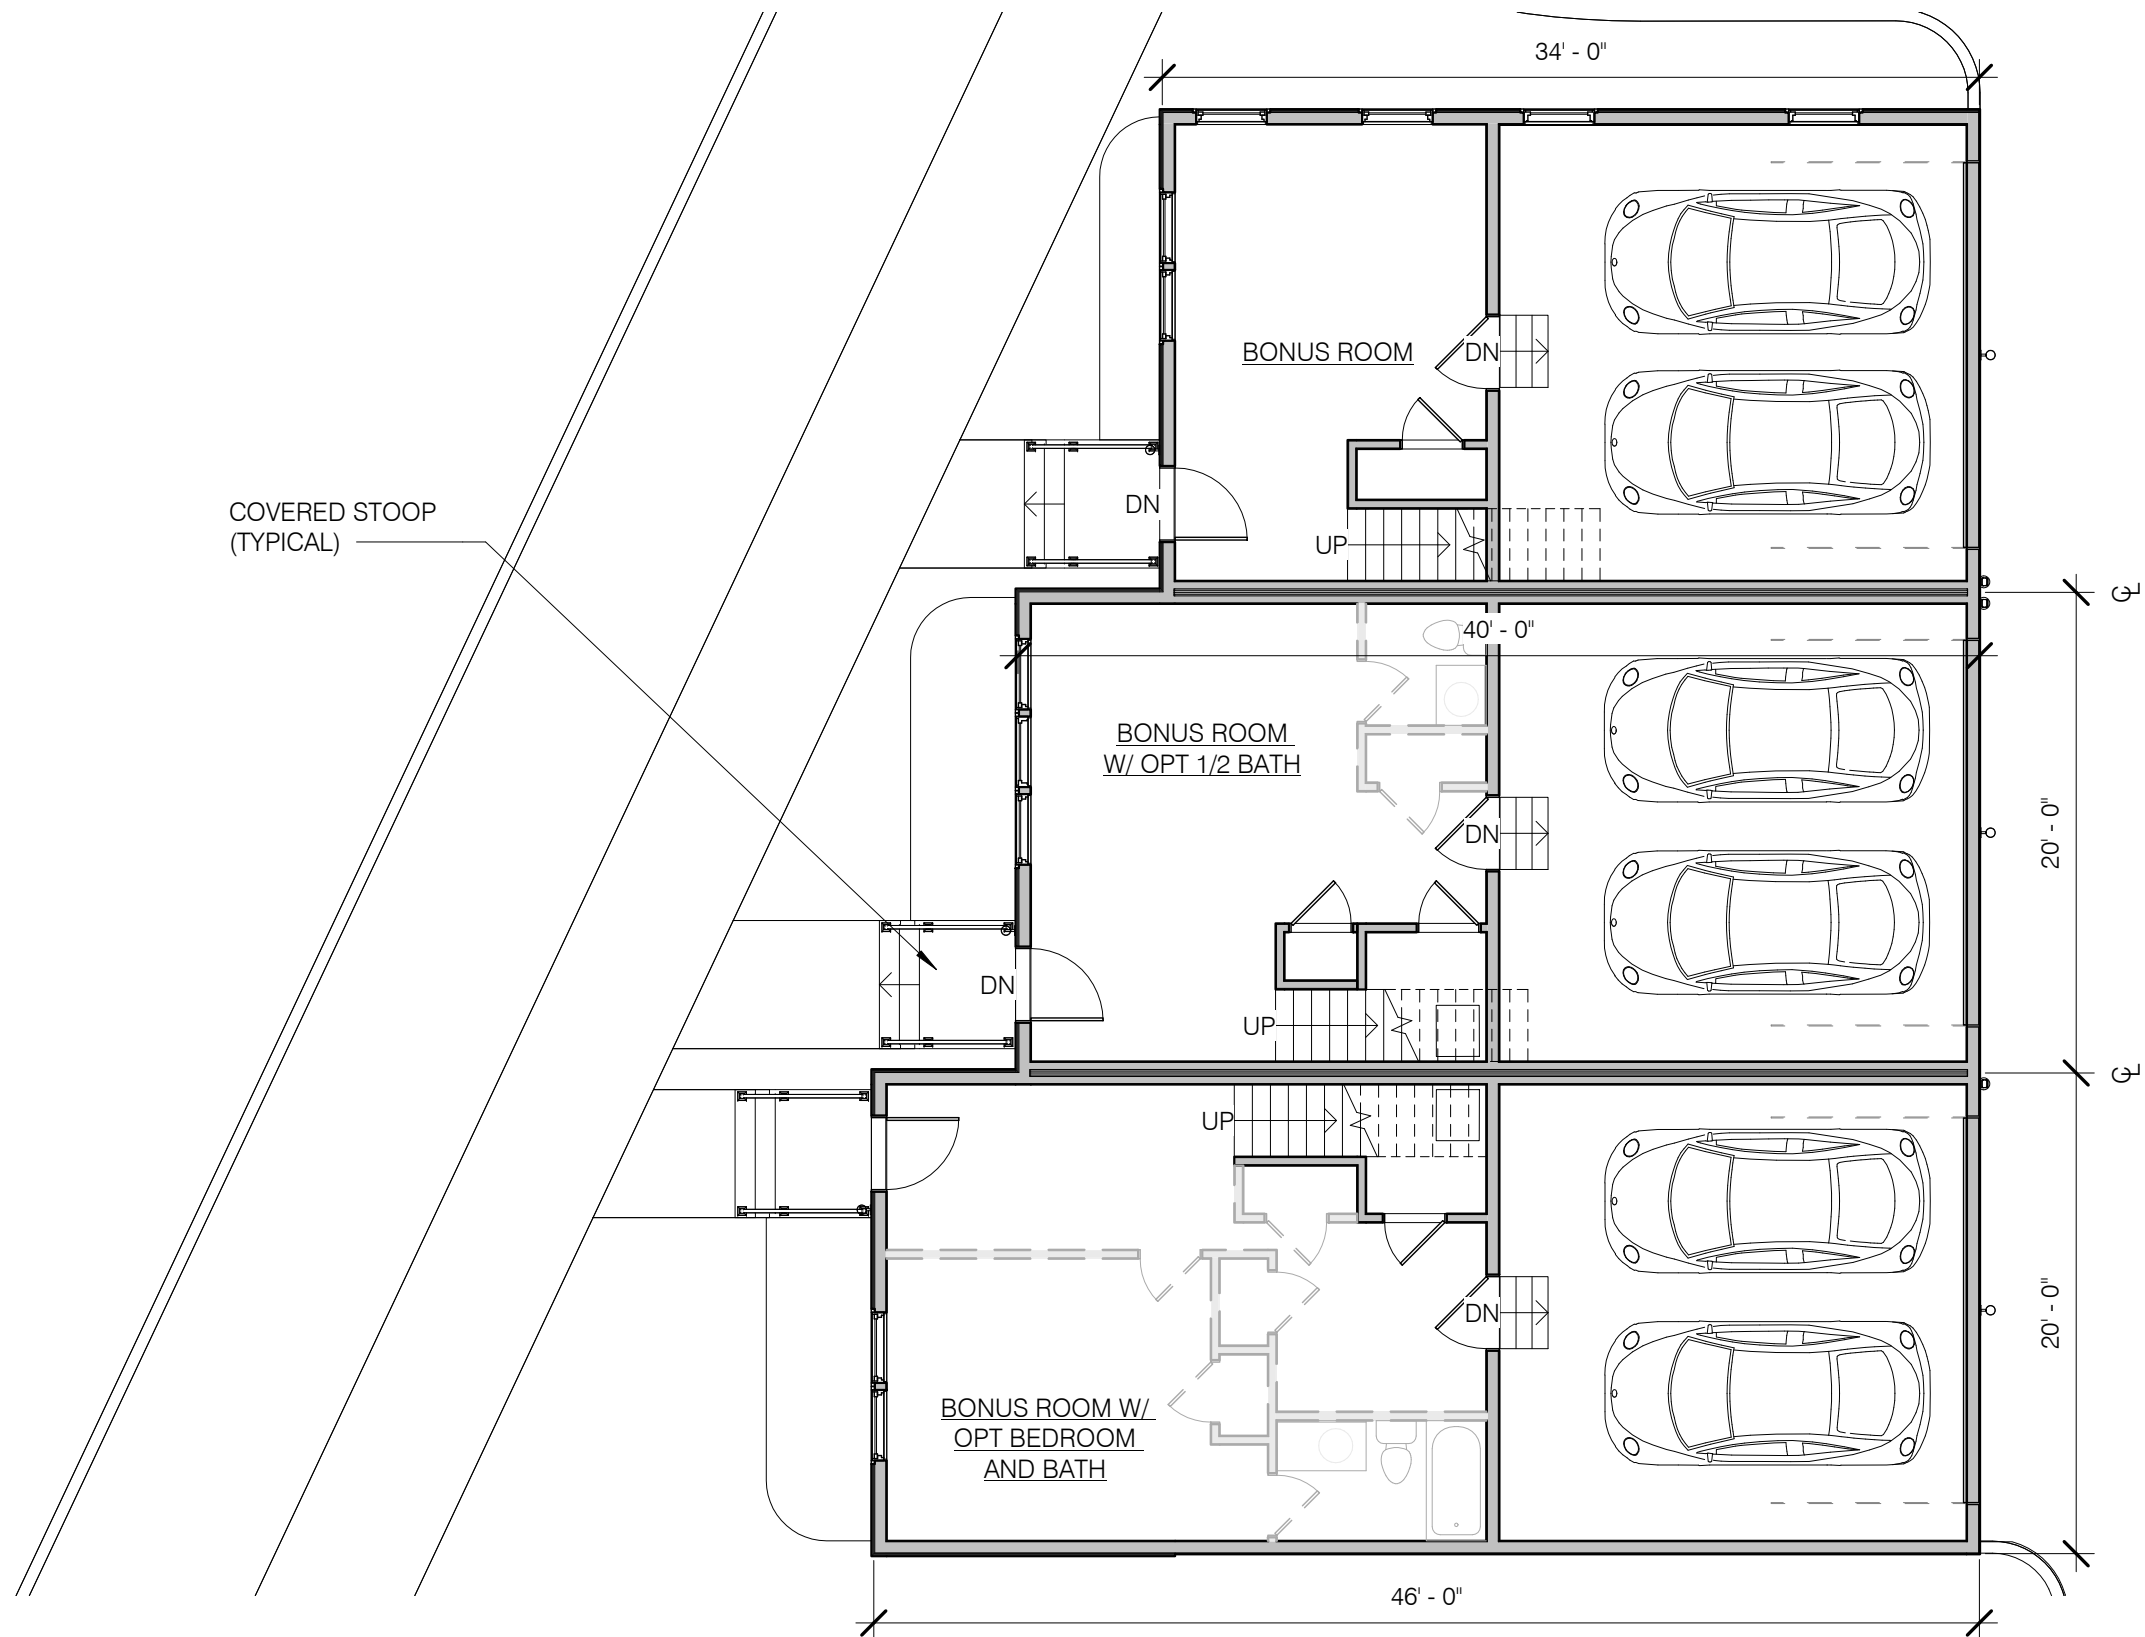 34' - 0"
BONUS ROOM
DN
COVERED STOOP
(TYPICAL)
DN
UP
℄
40' - 0"
BONUS ROOM
W/ OPT 1/2 BATH
DN
20' - 0"
DN
UP
℄
UP
DN
20' - 0"
BONUS ROOM W/
OPT BEDROOM
AND BATH
46' - 0"